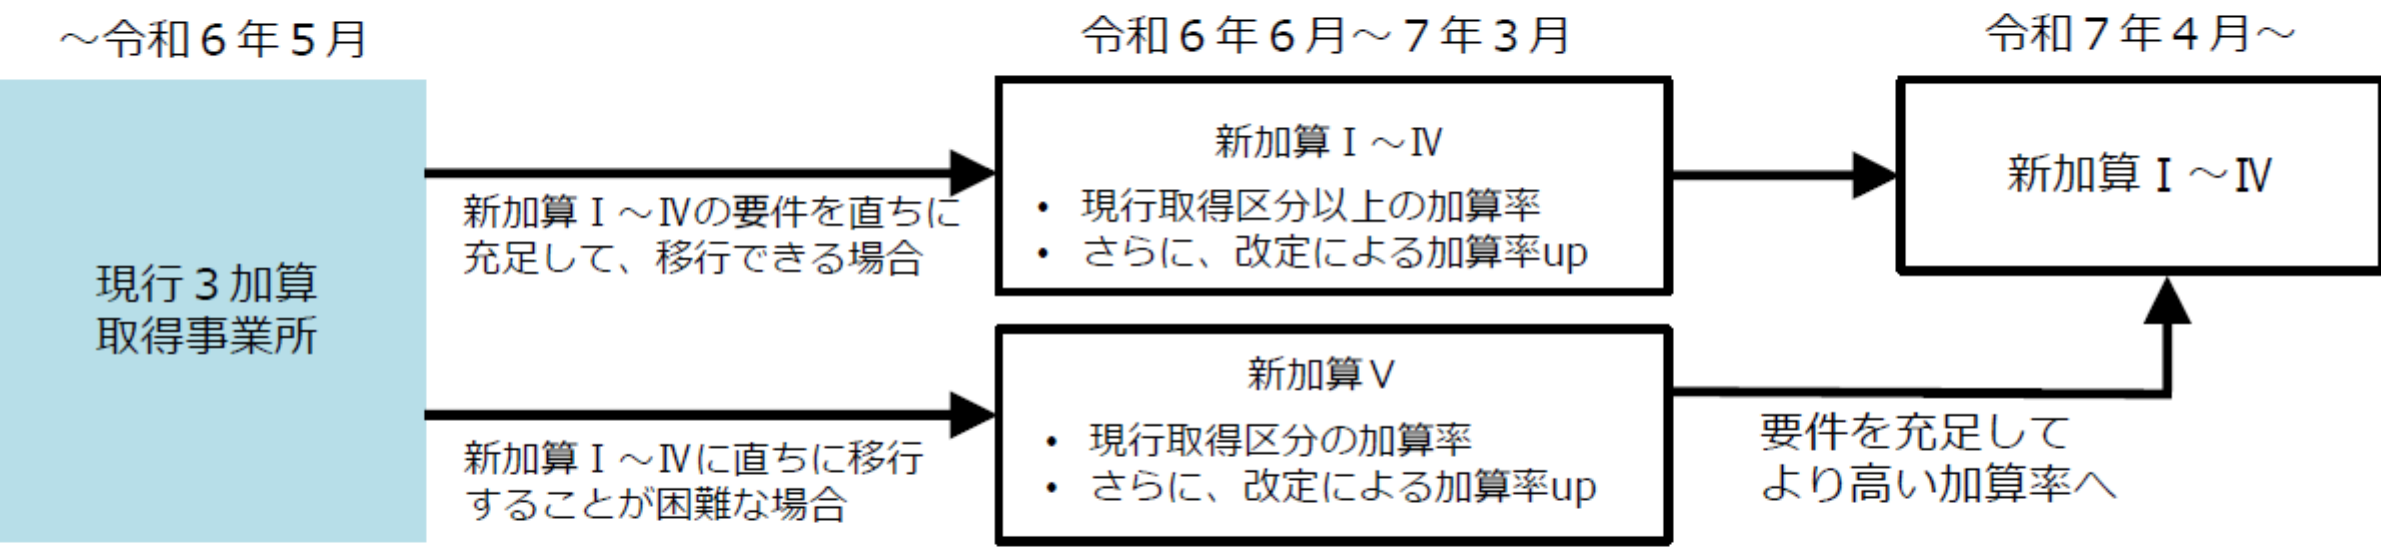 ～令和６年５月
令和６年６月～７年３月
令和７年４月～
現行３加算
取得事業所
新加算Ⅰ～Ⅳの要件を直ちに
充足して、移行できる場合
新加算Ⅰ～Ⅳに直ちに移行
することが困難な場合
新加算Ⅰ～Ⅳ
• 現行取得区分以上の加算率
• さらに、改定による加算率up
新加算Ⅴ
• 現行取得区分の加算率
• さらに、改定による加算率up
新加算Ⅰ～Ⅳ
要件を充足して
より高い加算率へ